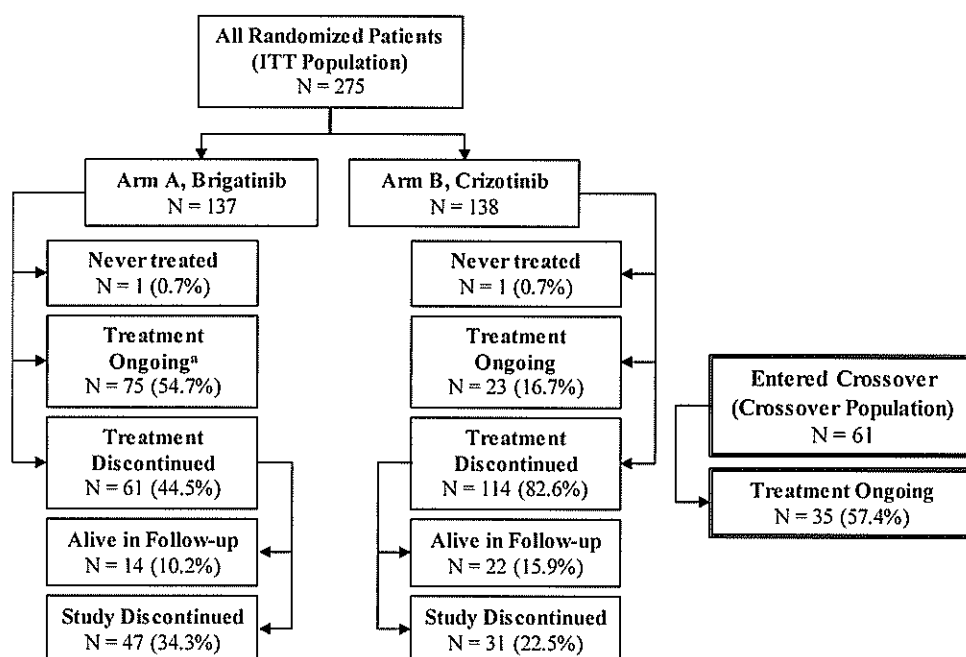 All Randomized Patients
(ITT Population)
N = 275
Arm A, Brigatinib
N = 137
Arm B, Crizotinib
N = 138
Never treated
N = 1 (0.7%)
Never treated
N = 1 (0.7%)
Treatment
Ongoingᵃ
N = 75 (54.7%)
Treatment
Ongoing
N = 23 (16.7%)
Entered Crossover
(Crossover Population)
N = 61
Treatment
Discontinued
N = 61 (44.5%)
Treatment
Discontinued
N = 114 (82.6%)
Treatment Ongoing
N = 35 (57.4%)
Alive in Follow-up
N = 14 (10.2%)
Alive in Follow-up
N = 22 (15.9%)
Study Discontinued
N = 47 (34.3%)
Study Discontinued
N = 31 (22.5%)